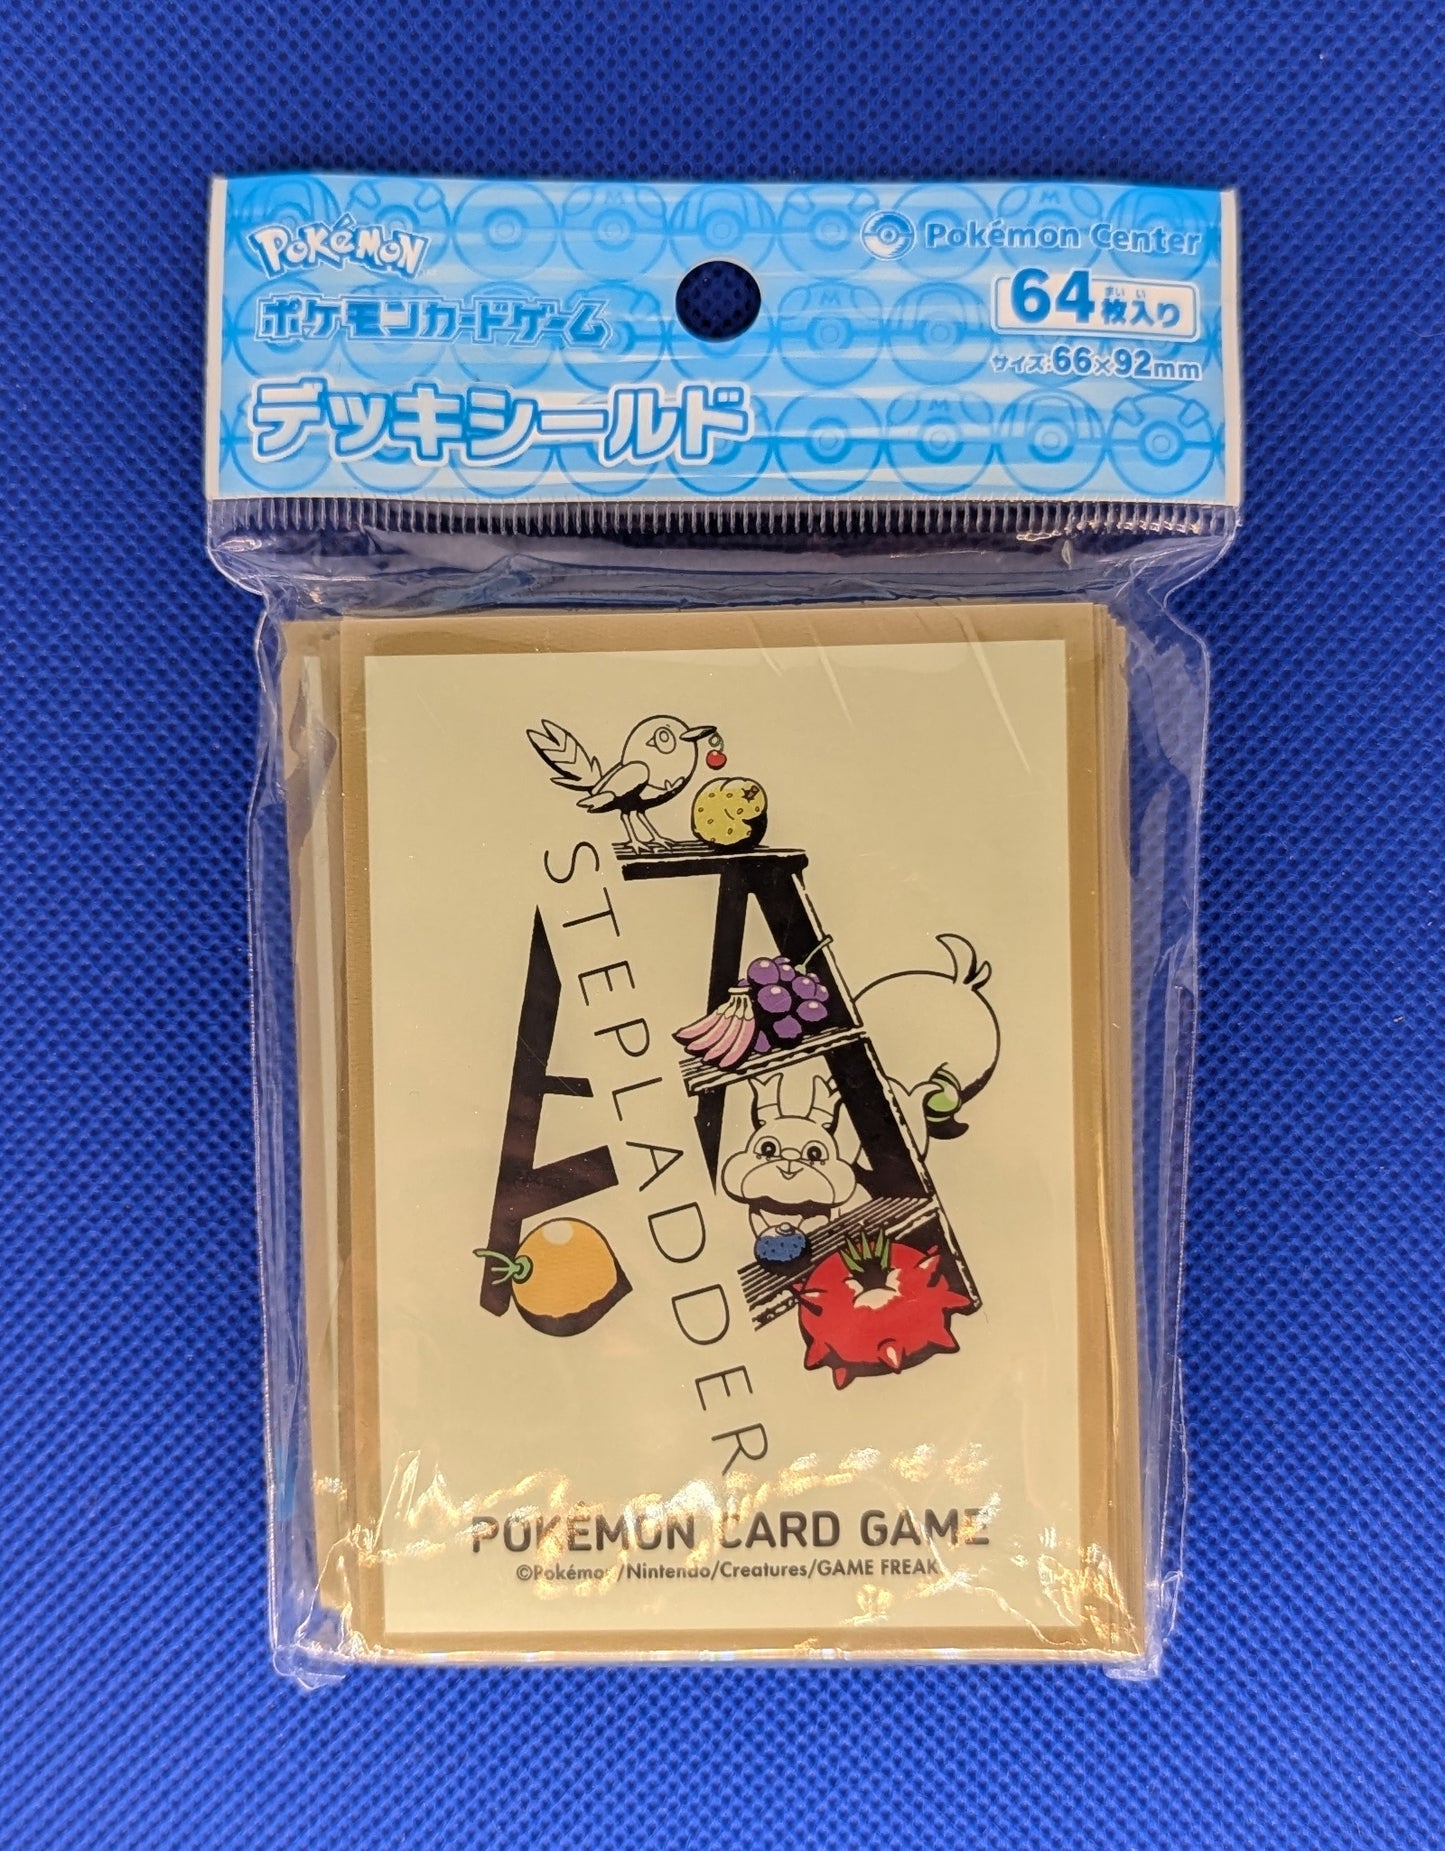 POKéMON
Pokémon Center
ポケモンカードゲーム
64枚入り
まいい
サイズ:66×92mm
デッキシールド
STEPLADDER
POKÉMON CARD GAME
©Pokémon/Nintendo/Creatures/GAME FREAK